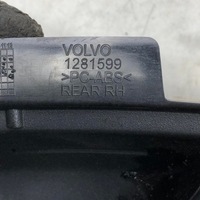 VOLVO
1281599
>PC-ABS<
REAR RH